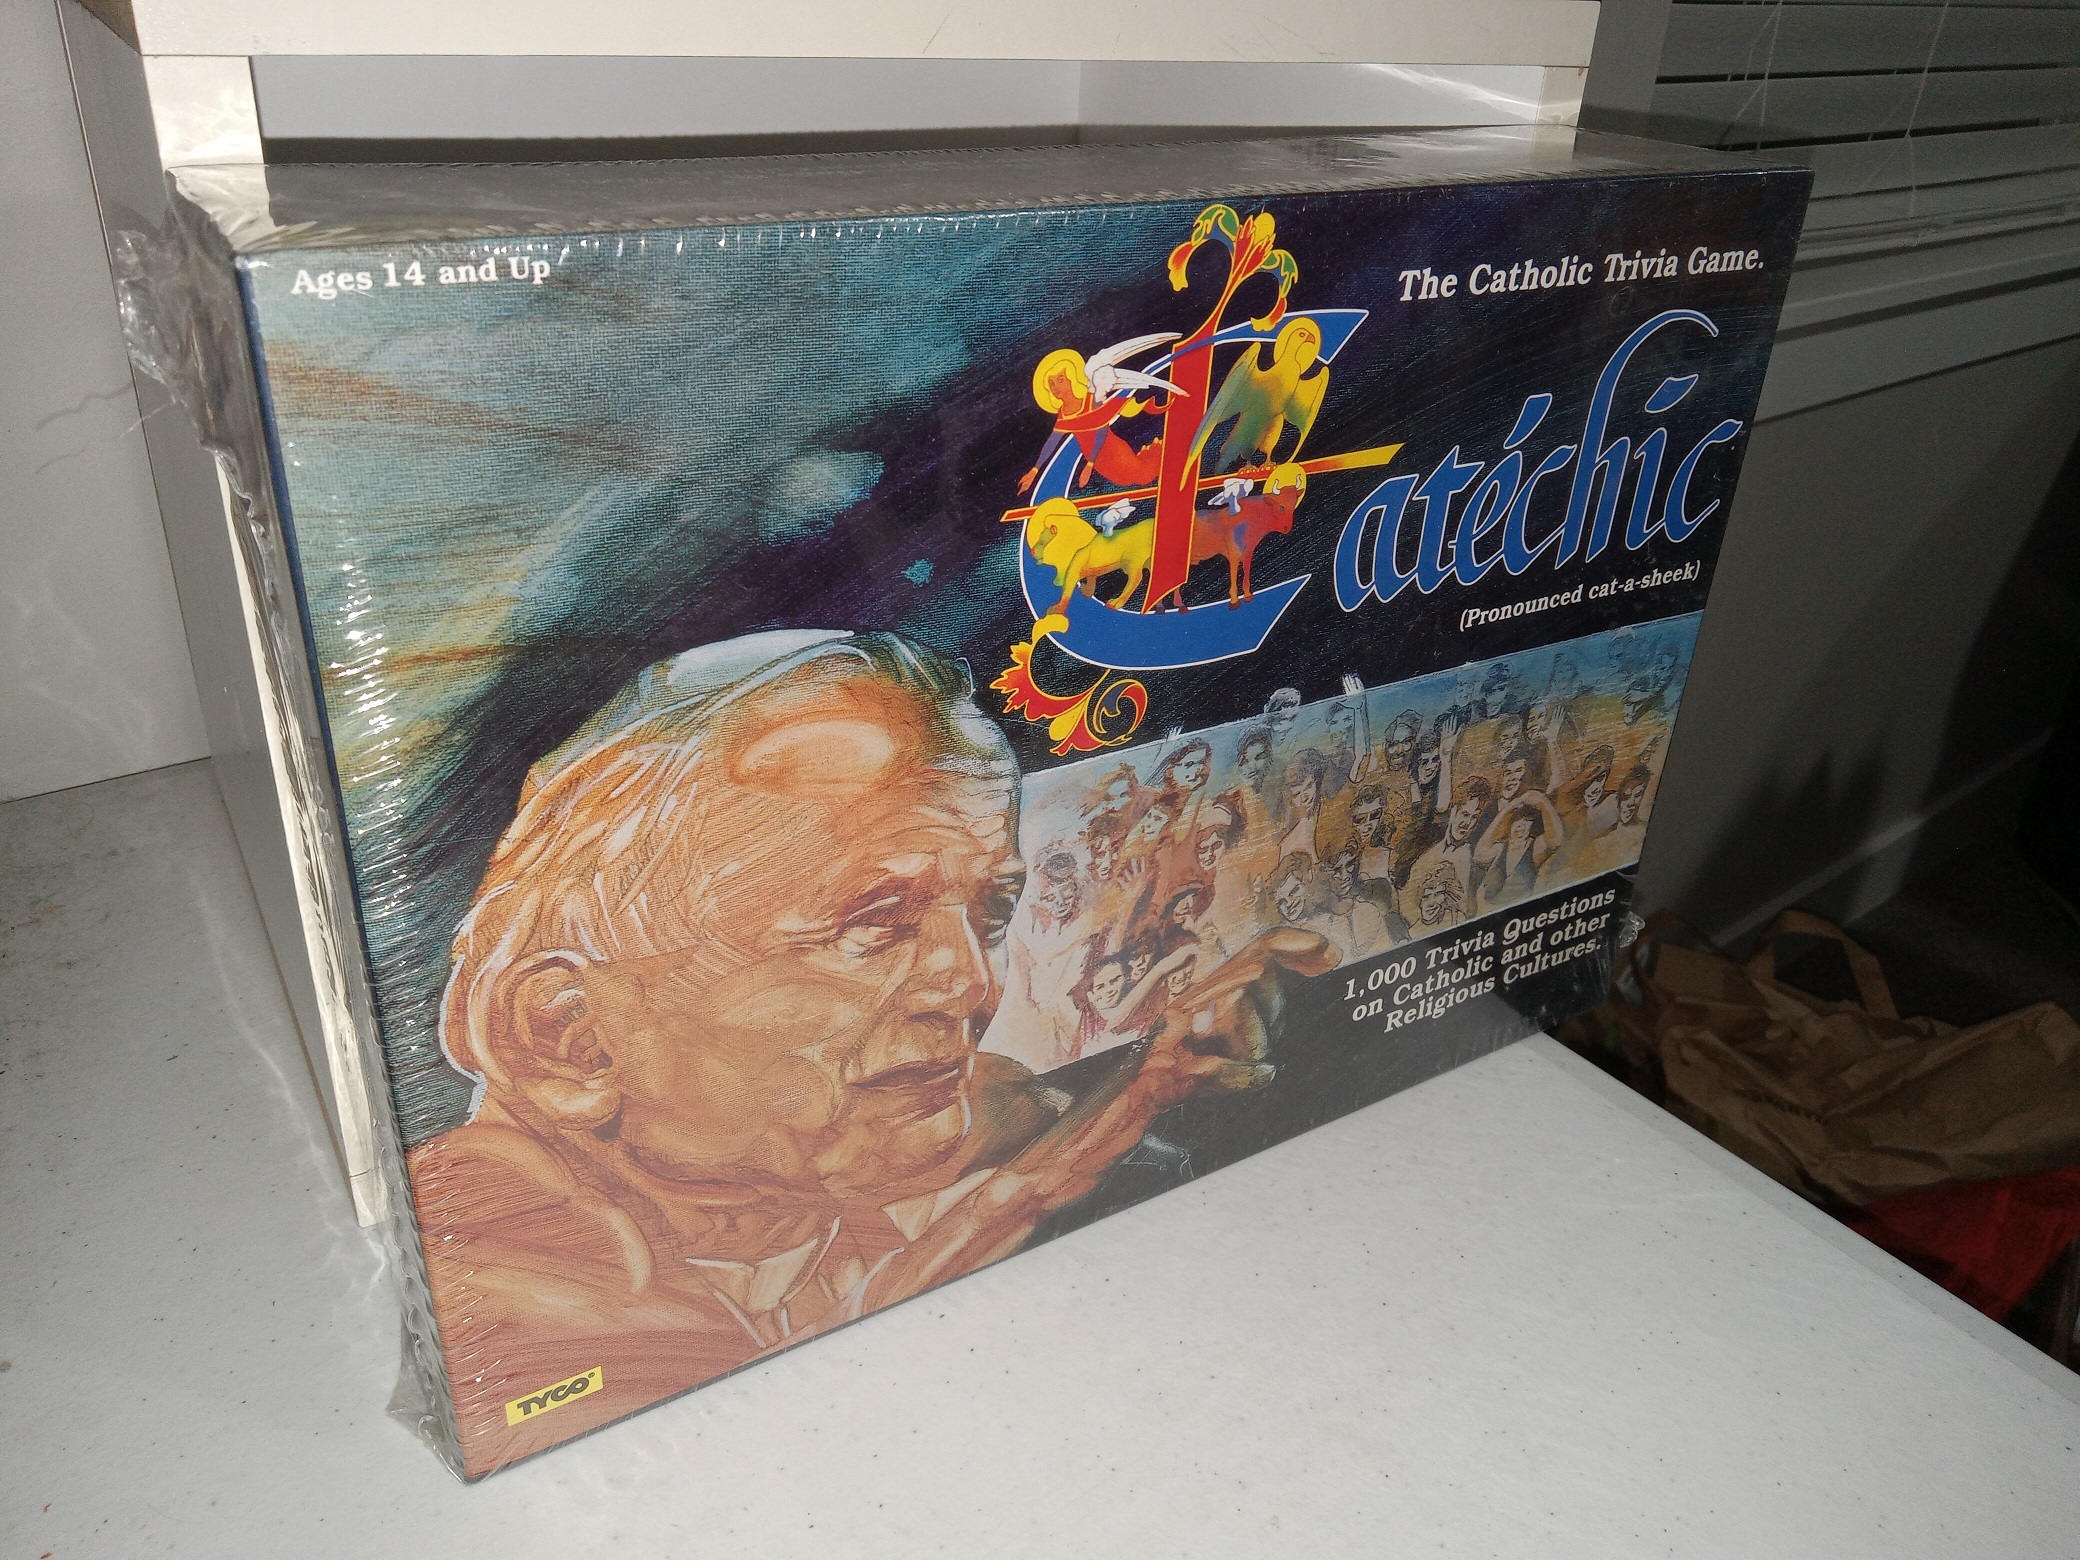 Ages 14 and Up
The Catholic Trivia Game.
Catéchic
(Pronounced cat-a-sheek)
1,000 Trivia Questions
on Catholic and other
Religious Cultures.
TYCO®